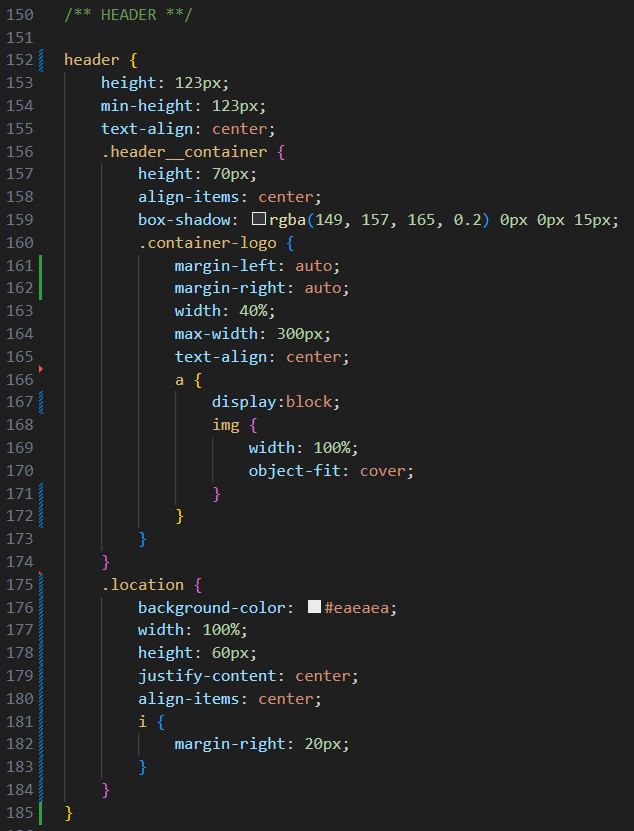 150 /** HEADER **/
151
152 header {
153     height: 123px;
154     min-height: 123px;
155     text-align: center;
156     .header__container {
157         height: 70px;
158         align-items: center;
159         box-shadow: rgba(149, 157, 165, 0.2) 0px 0px 15px;
160         .container-logo {
161             margin-left: auto;
162             margin-right: auto;
163             width: 40%;
164             max-width: 300px;
165             text-align: center;
166             a {
167                 display:block;
168                 img {
169                     width: 100%;
170                     object-fit: cover;
171                 }
172             }
173         }
174     }
175     .location {
176         background-color: #eaeaea;
177         width: 100%;
178         height: 60px;
179         justify-content: center;
180         align-items: center;
181         i {
182             margin-right: 20px;
183         }
184     }
185 }